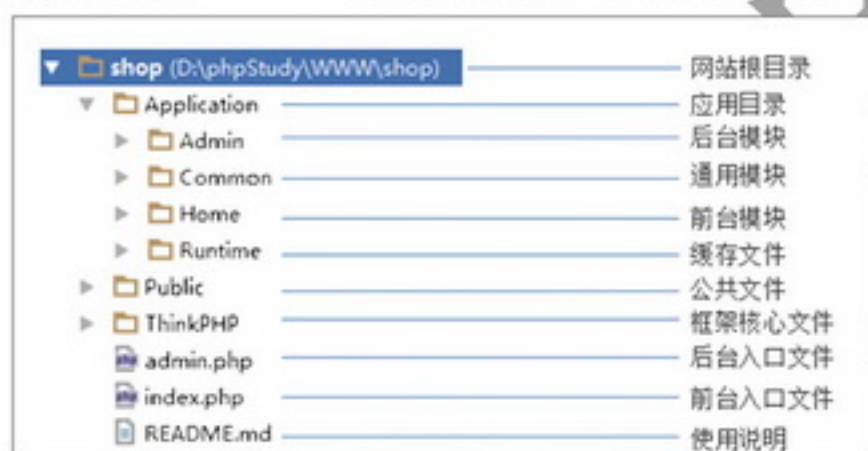 shop (D:\phpStudy\WWW\shop) 网站根目录
Application 应用目录
Admin 后台模块
Common 通用模块
Home 前台模块
Runtime 缓存文件
Public 公共文件
ThinkPHP 框架核心文件
admin.php 后台入口文件
index.php 前台入口文件
README.md 使用说明